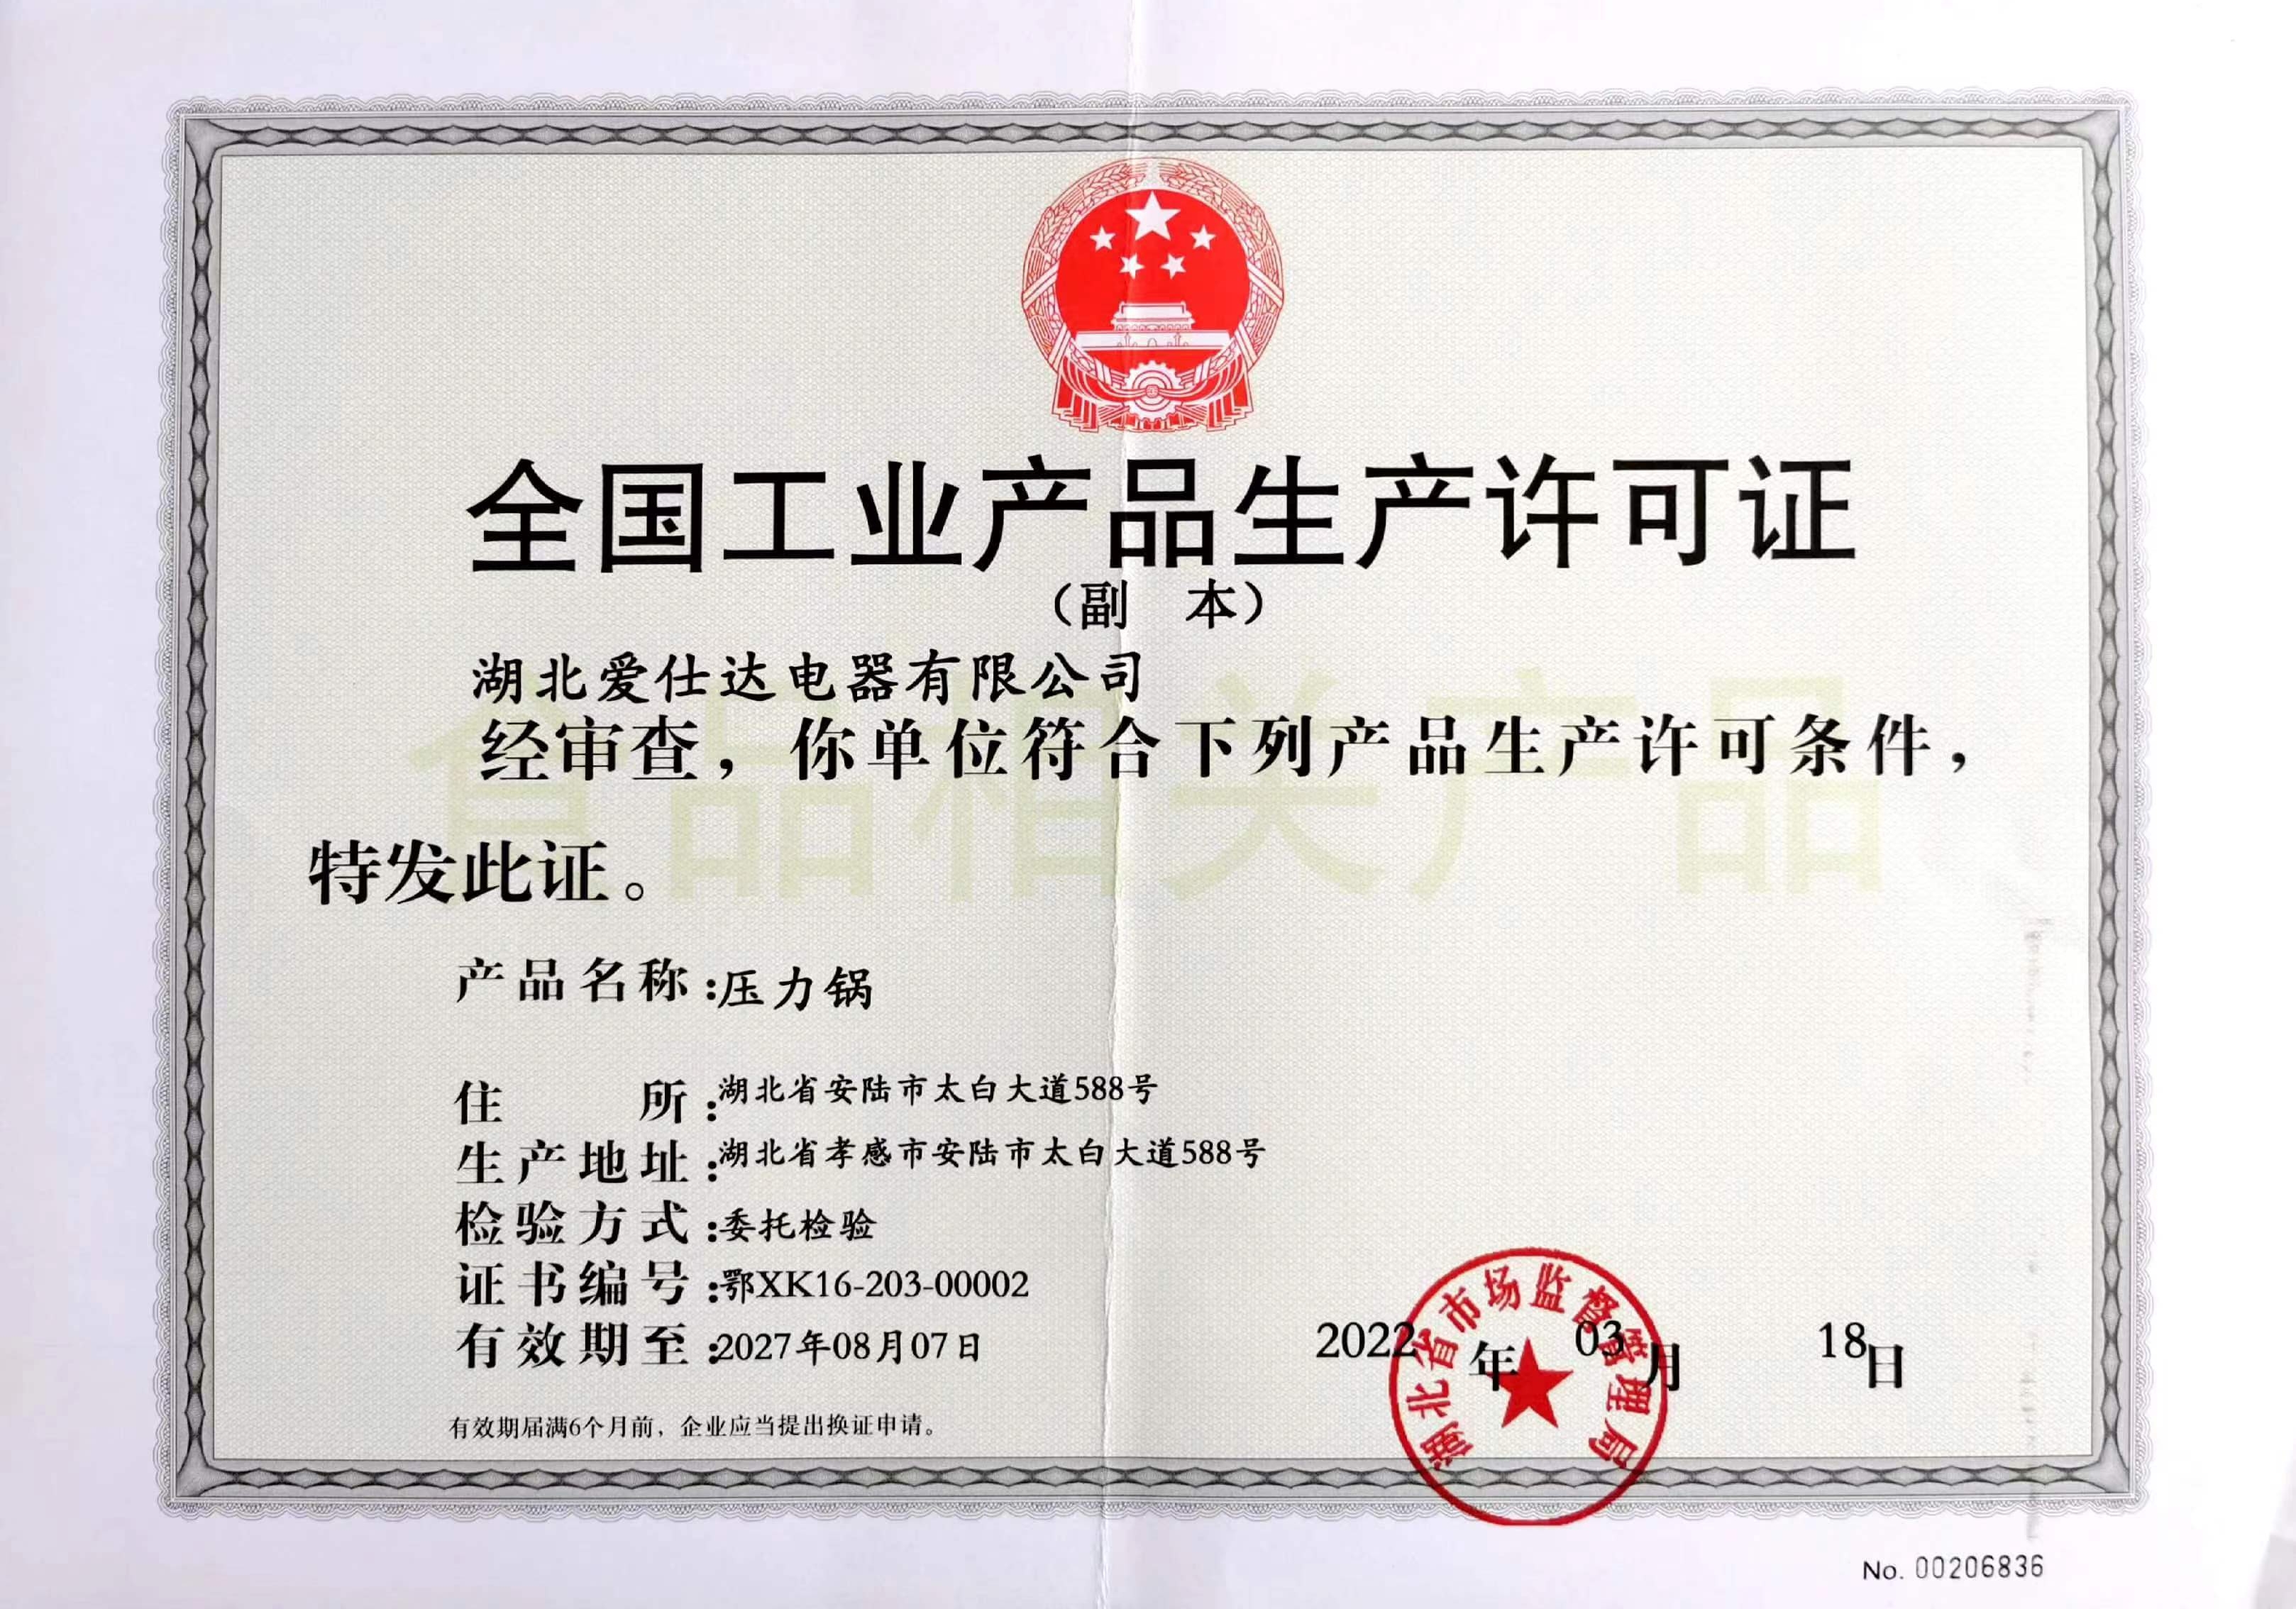 全国工业产品生产许可证
（副 本）
湖北爱仕达电器有限公司
食品相关产品
经审查，你单位符合下列产品生产许可条件，
特发此证。
产品名称：压力锅
住 所：湖北省安陆市太白大道588号
生产地址：湖北省孝感市安陆市太白大道588号
检验方式：委托检验
证书编号：鄂XK16-203-00002
有效期至：2027年08月07日
2022年03月18日
湖北省市场监督管理局
有效期届满6个月前，企业应当提出换证申请。
No. 00206836